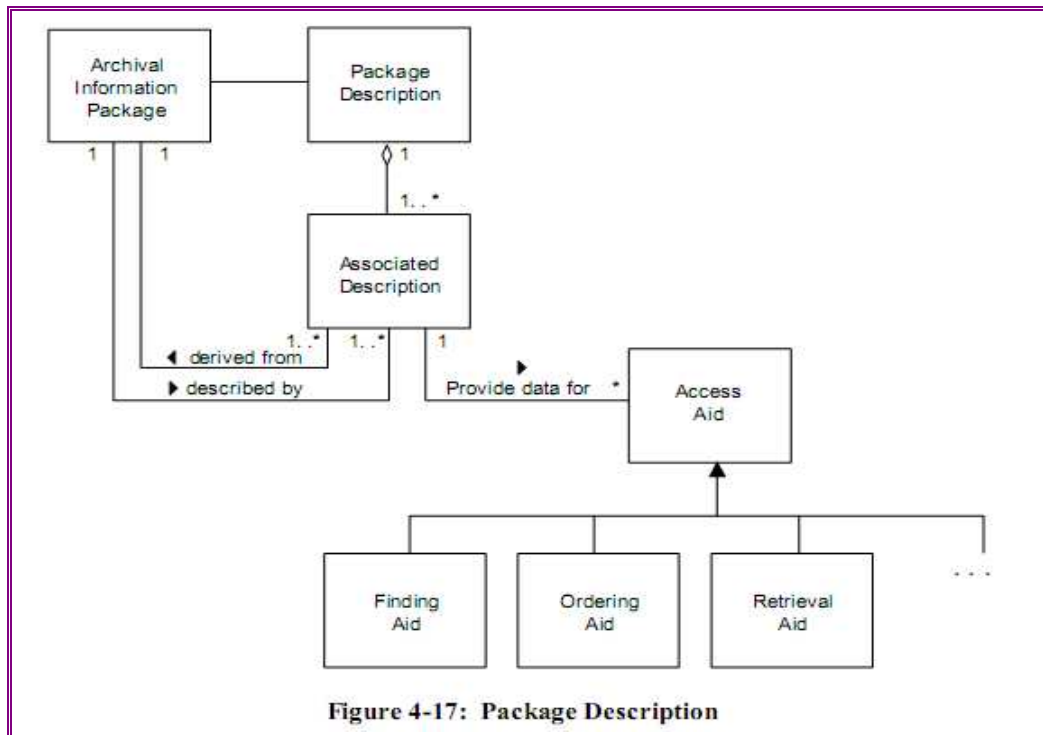 Archival
Information
Package
Package
Description
1
1
1
1. . *
Associated
Description
1. . *
1. . *
1
◄ derived from
► described by
►
Provide data for
*
Access
Aid
Finding
Aid
Ordering
Aid
Retrieval
Aid
. . .
Figure 4-17: Package Description